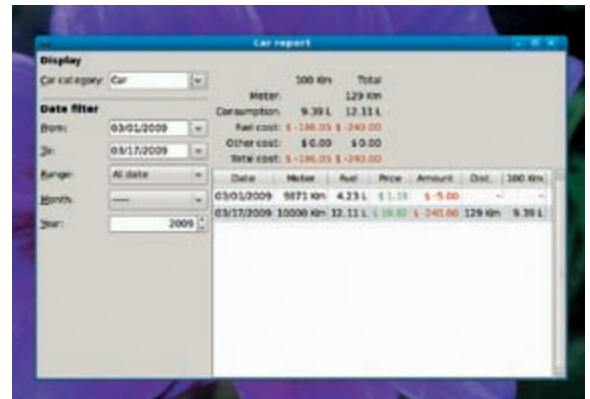 Car report
Display
Car category: Car
Date filter
From: 03/01/2009
To: 03/17/2009
Range: All date
Month: ----
Year: 2009
100 Km Total
Meter: 129 Km
Consumption: 9.39 L 12.11 L
Fuel cost: $ -186.05 $ -240.00
Other cost: $ 0.00 $ 0.00
Total cost: $ -186.05 $ -240.00
Date Meter Fuel Price Amount Dist. 100 Km
03/01/2009 9871 Km 4.23 L $ 1.18 $ -5.00 - -
03/17/2009 10000 Km 12.11 L $ -240.00 129 Km 9.39 L